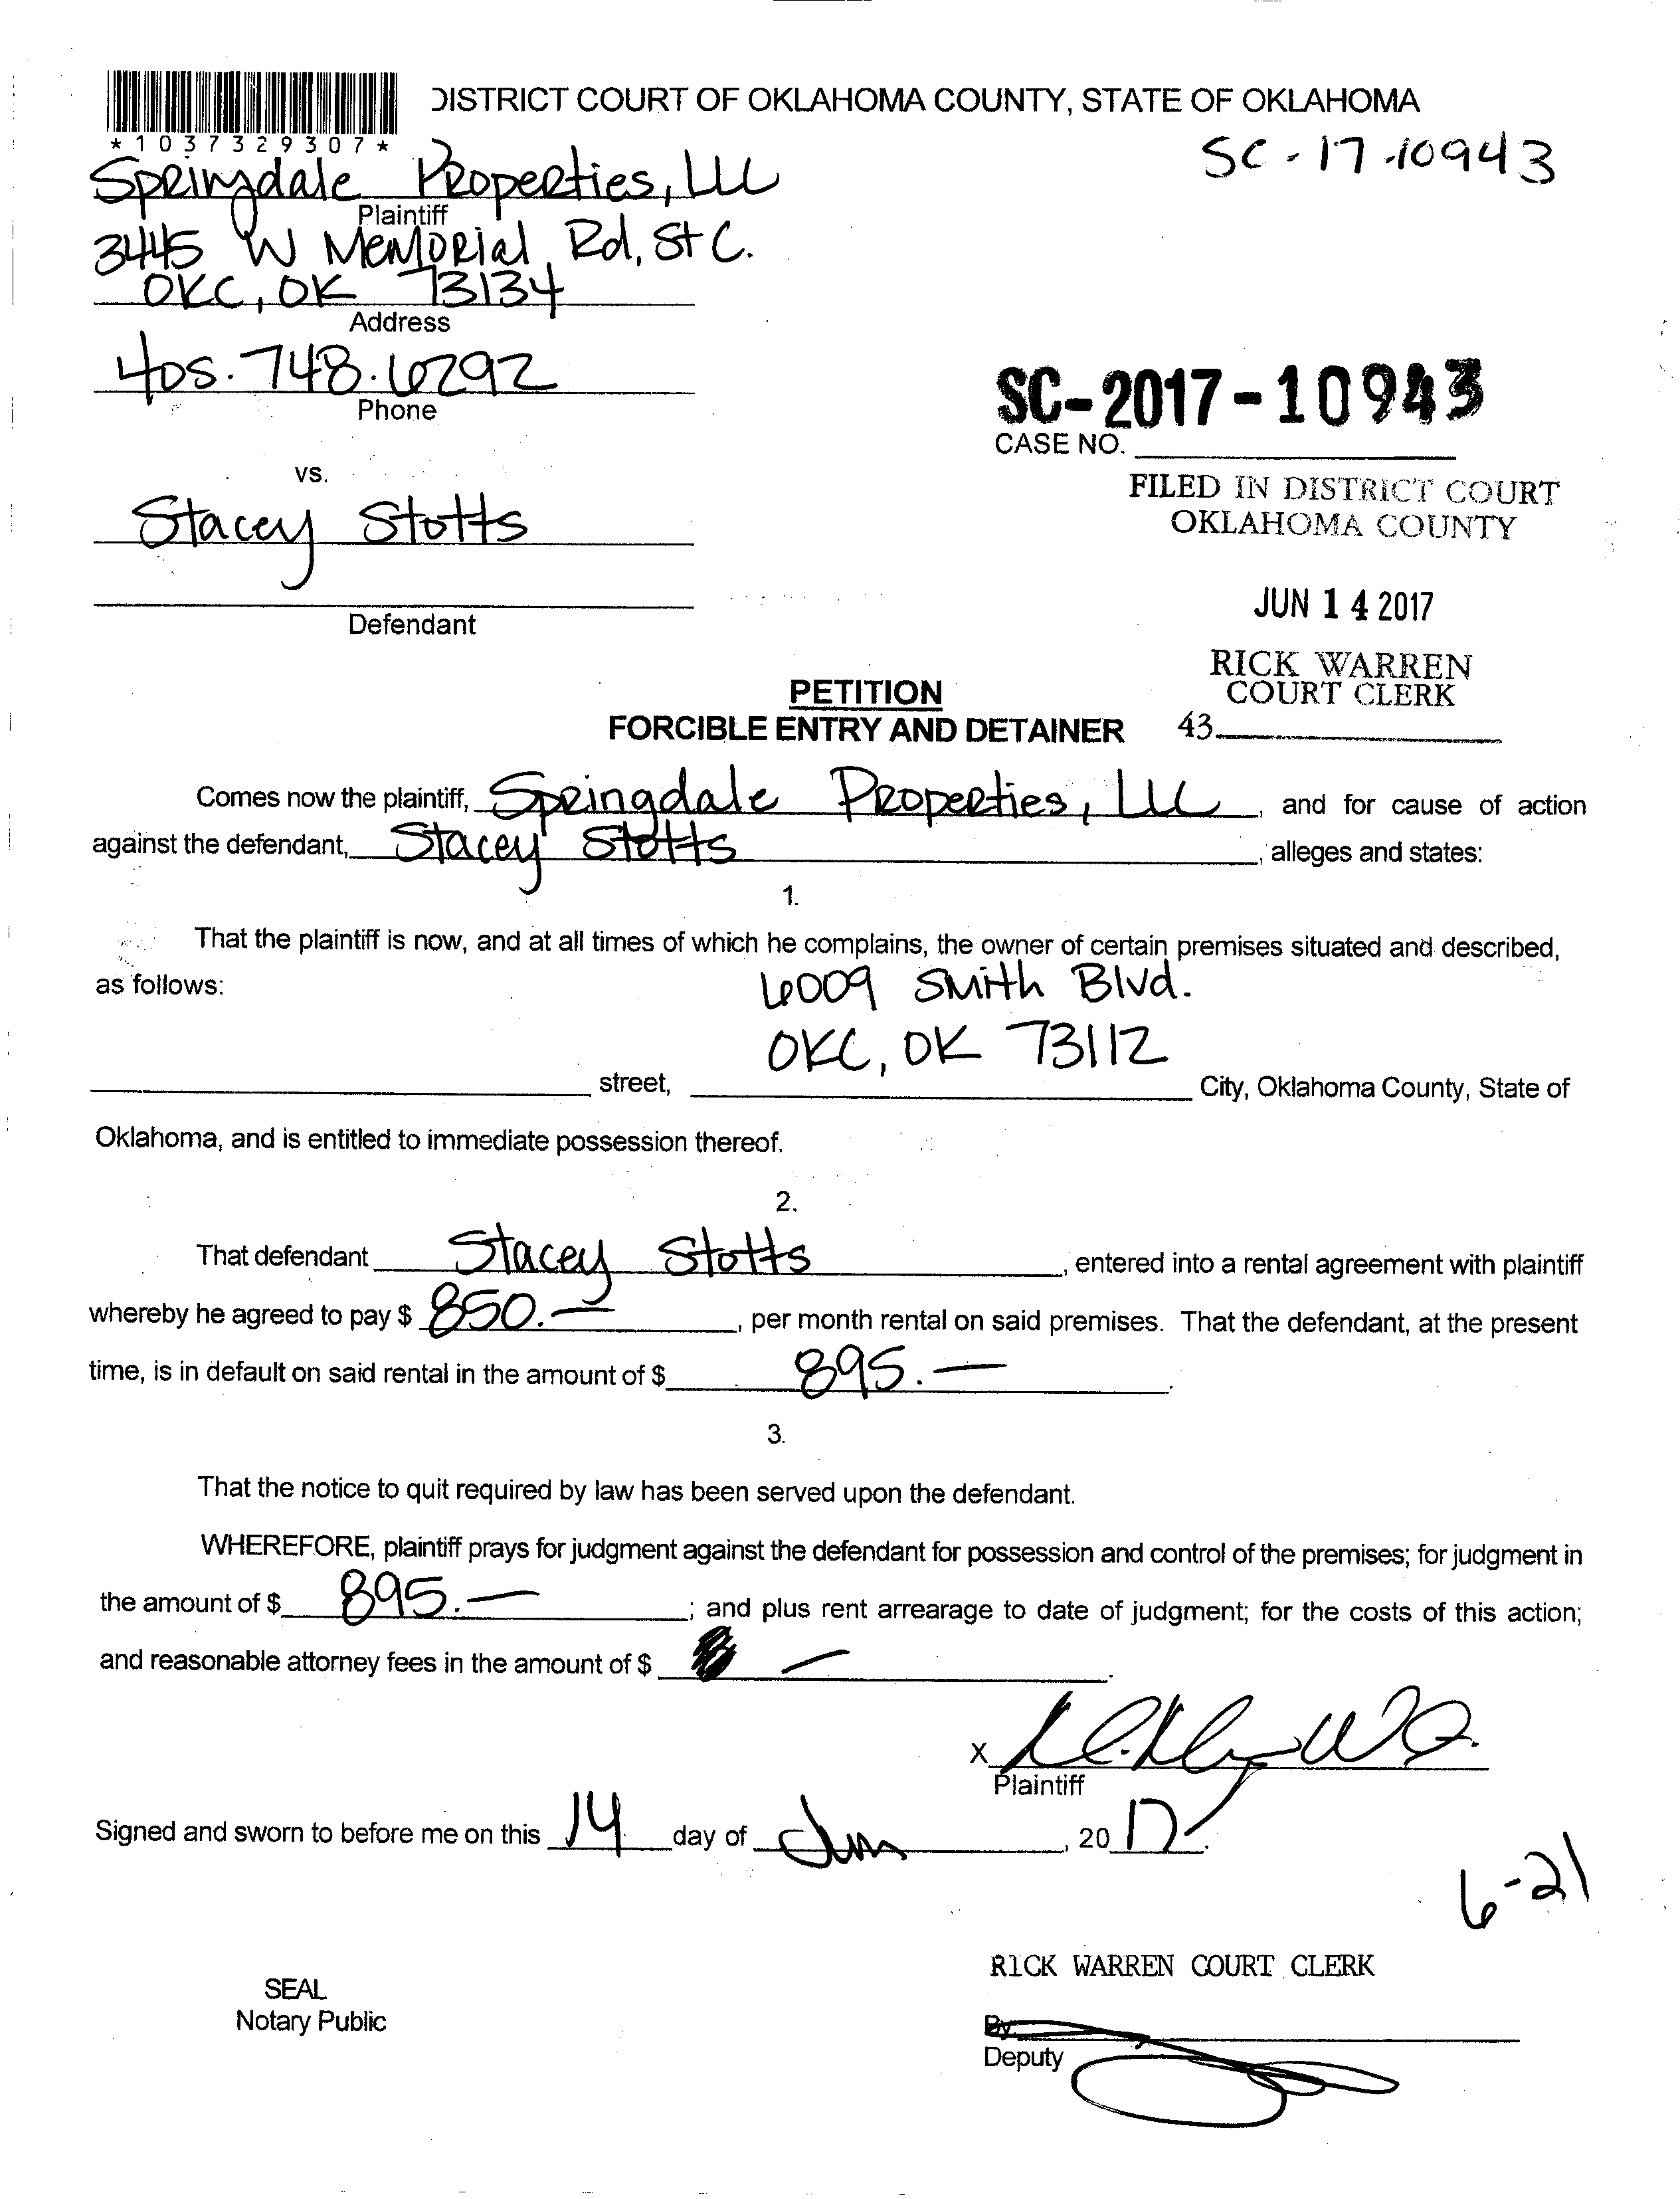 DISTRICT COURT OF OKLAHOMA COUNTY, STATE OF OKLAHOMA
*1037329307*
SC-17-10943
Springdale Properties, LLC
Plaintiff
3445 W Memorial Rd, St C.
OKC, OK 73134
Address
405.748.6292
Phone
SC-2017-10943
CASE NO.
vs.
FILED IN DISTRICT COURT
OKLAHOMA COUNTY
Stacey Stotts
JUN 14 2017
Defendant
RICK WARREN
COURT CLERK
43
PETITION
FORCIBLE ENTRY AND DETAINER
Comes now the plaintiff, Springdale Properties, LLC, and for cause of action
against the defendant, Stacey Stotts, alleges and states:
1.
That the plaintiff is now, and at all times of which he complains, the owner of certain premises situated and described,
as follows: 6009 Smith Blvd.
OKC, OK 73112
street, City, Oklahoma County, State of
Oklahoma, and is entitled to immediate possession thereof.
2.
That defendant Stacey Stotts, entered into a rental agreement with plaintiff
whereby he agreed to pay $ 850.—, per month rental on said premises. That the defendant, at the present
time, is in default on said rental in the amount of $ 895.—.
3.
That the notice to quit required by law has been served upon the defendant.
WHEREFORE, plaintiff prays for judgment against the defendant for possession and control of the premises; for judgment in
the amount of $ 895.—; and plus rent arrearage to date of judgment; for the costs of this action;
and reasonable attorney fees in the amount of $ —.
X
Plaintiff
Signed and sworn to before me on this 14 day of Jun, 2017.
6-21
RICK WARREN COURT CLERK
SEAL
Notary Public
By
Deputy